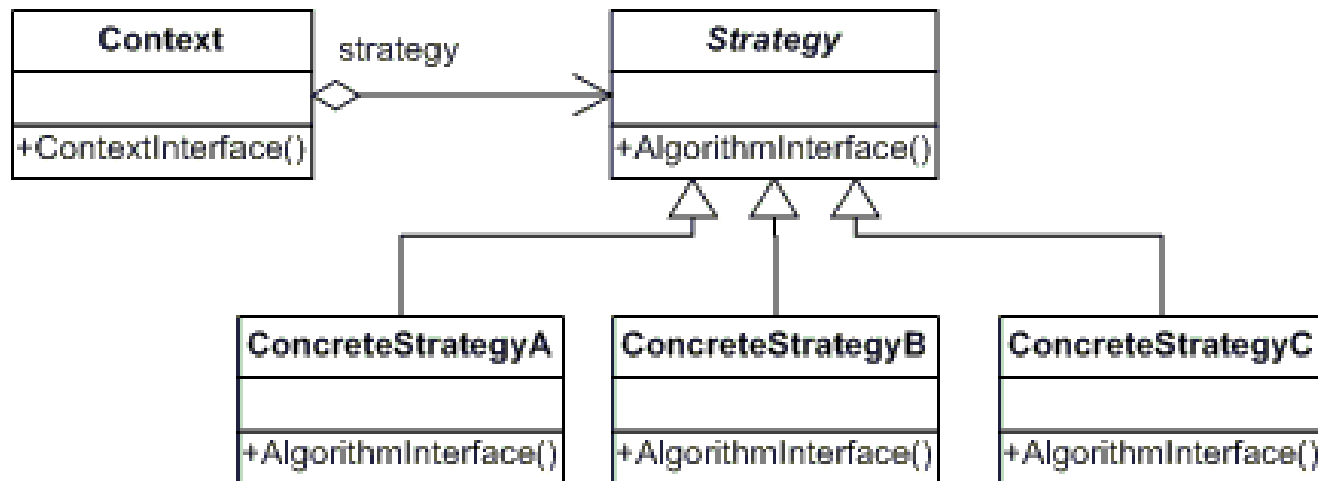 Context
strategy
Strategy
+ContextInterface()
+AlgorithmInterface()
ConcreteStrategyA
ConcreteStrategyB
ConcreteStrategyC
+AlgorithmInterface()
+AlgorithmInterface()
+AlgorithmInterface()